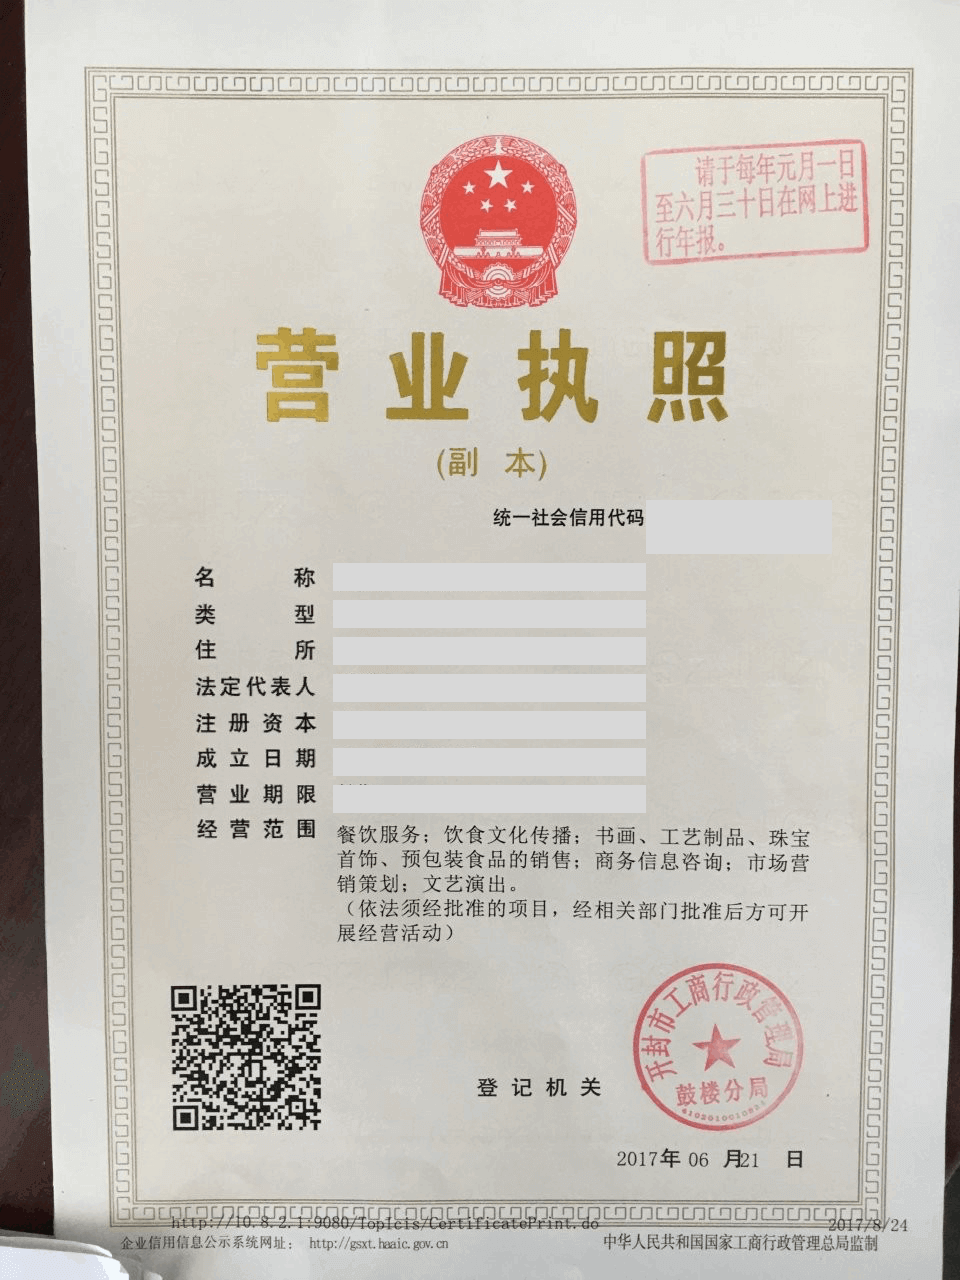 请于每年元月一日
至六月三十日在网上进
行年报。
营业执照
(副 本)
统一社会信用代码
名 称
类 型
住 所
法定代表人
注册资本
成立日期
营业期限
经营范围
餐饮服务；饮食文化传播；书画、工艺制品、珠宝
首饰、预包装食品的销售；商务信息咨询；市场营
销策划；文艺演出。
（依法须经批准的项目，经相关部门批准后方可开
展经营活动）
开封市工商行政管理局
登记机关
鼓楼分局
2017年 06 月21 日
http://10.8.2.1:9080/TopIcis/CertificatePrint.do
2017/8/24
企业信用信息公示系统网址： http://gsxt.haaic.gov.cn
中华人民共和国国家工商行政管理总局监制